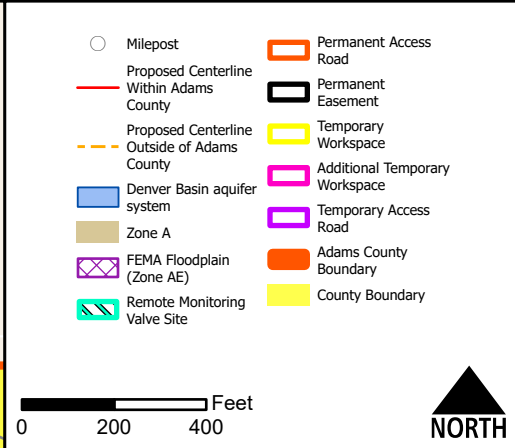 Milepost
Proposed Centerline
Within Adams
County
Proposed Centerline
Outside of Adams
County
Denver Basin aquifer
system
Zone A
FEMA Floodplain
(Zone AE)
Remote Monitoring
Valve Site
Permanent Access
Road
Permanent
Easement
Temporary
Workspace
Additional Temporary
Workspace
Temporary Access
Road
Adams County
Boundary
County Boundary
Feet
0 200 400
NORTH